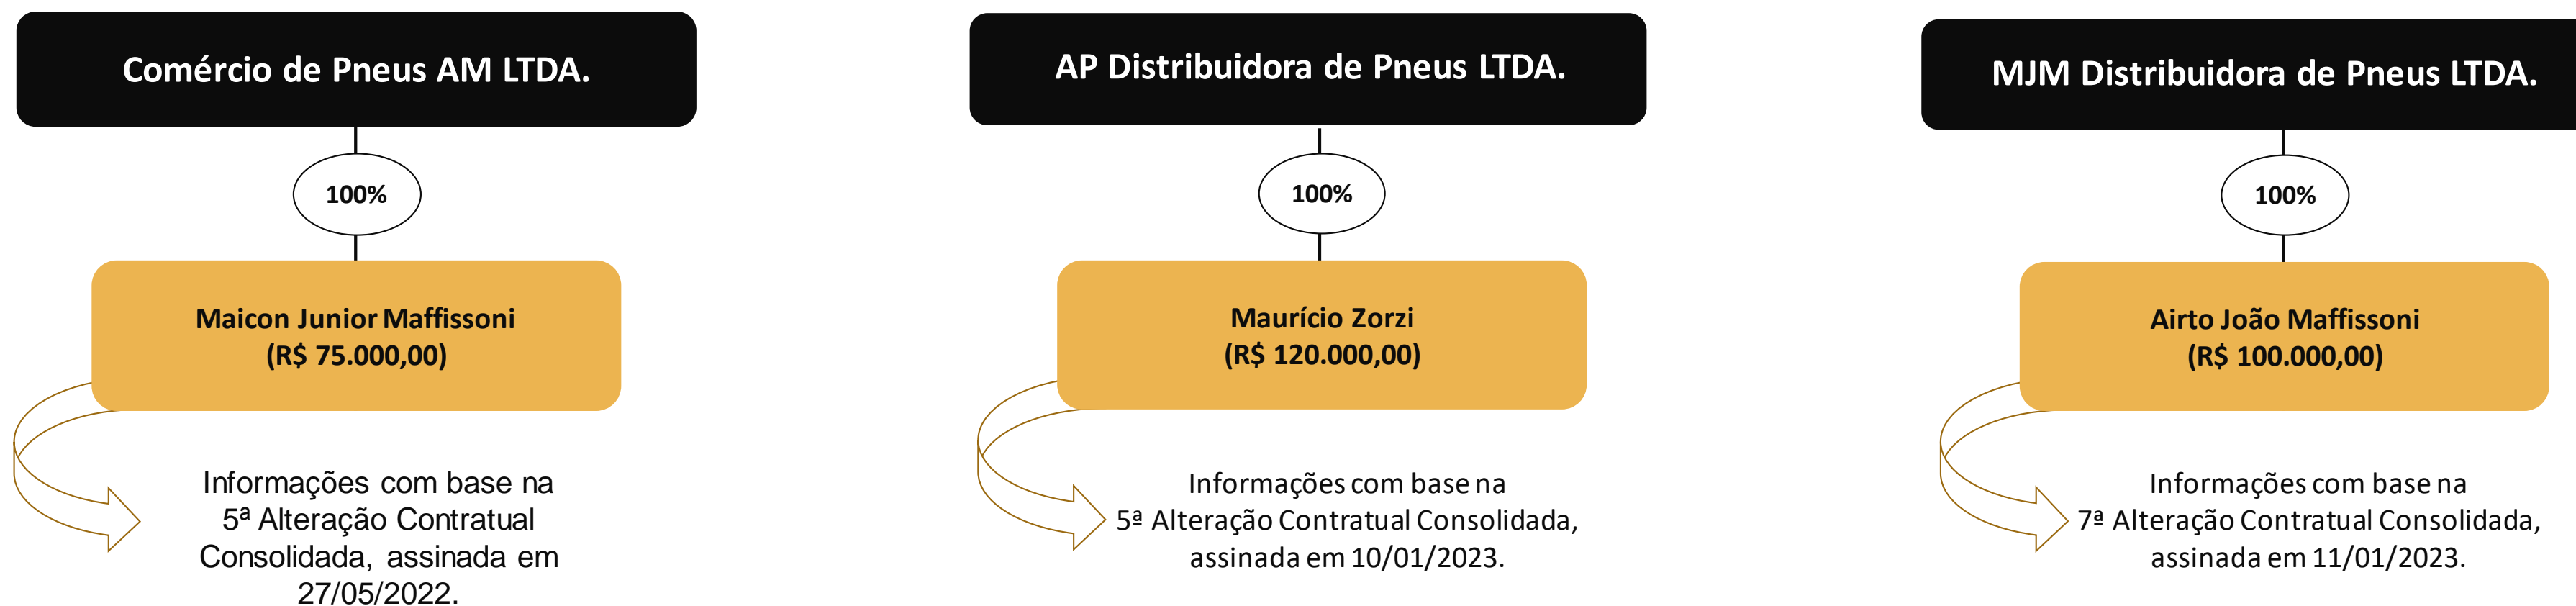 Comércio de Pneus AM LTDA.
100%
Maicon Junior Maffissoni
(R$ 75.000,00)
Informações com base na
5ª Alteração Contratual
Consolidada, assinada em
27/05/2022.
AP Distribuidora de Pneus LTDA.
100%
Maurício Zorzi
(R$ 120.000,00)
Informações com base na
5ª Alteração Contratual Consolidada,
assinada em 10/01/2023.
MJM Distribuidora de Pneus LTDA.
100%
Airto João Maffissoni
(R$ 100.000,00)
Informações com base na
7ª Alteração Contratual Consolidada,
assinada em 11/01/2023.